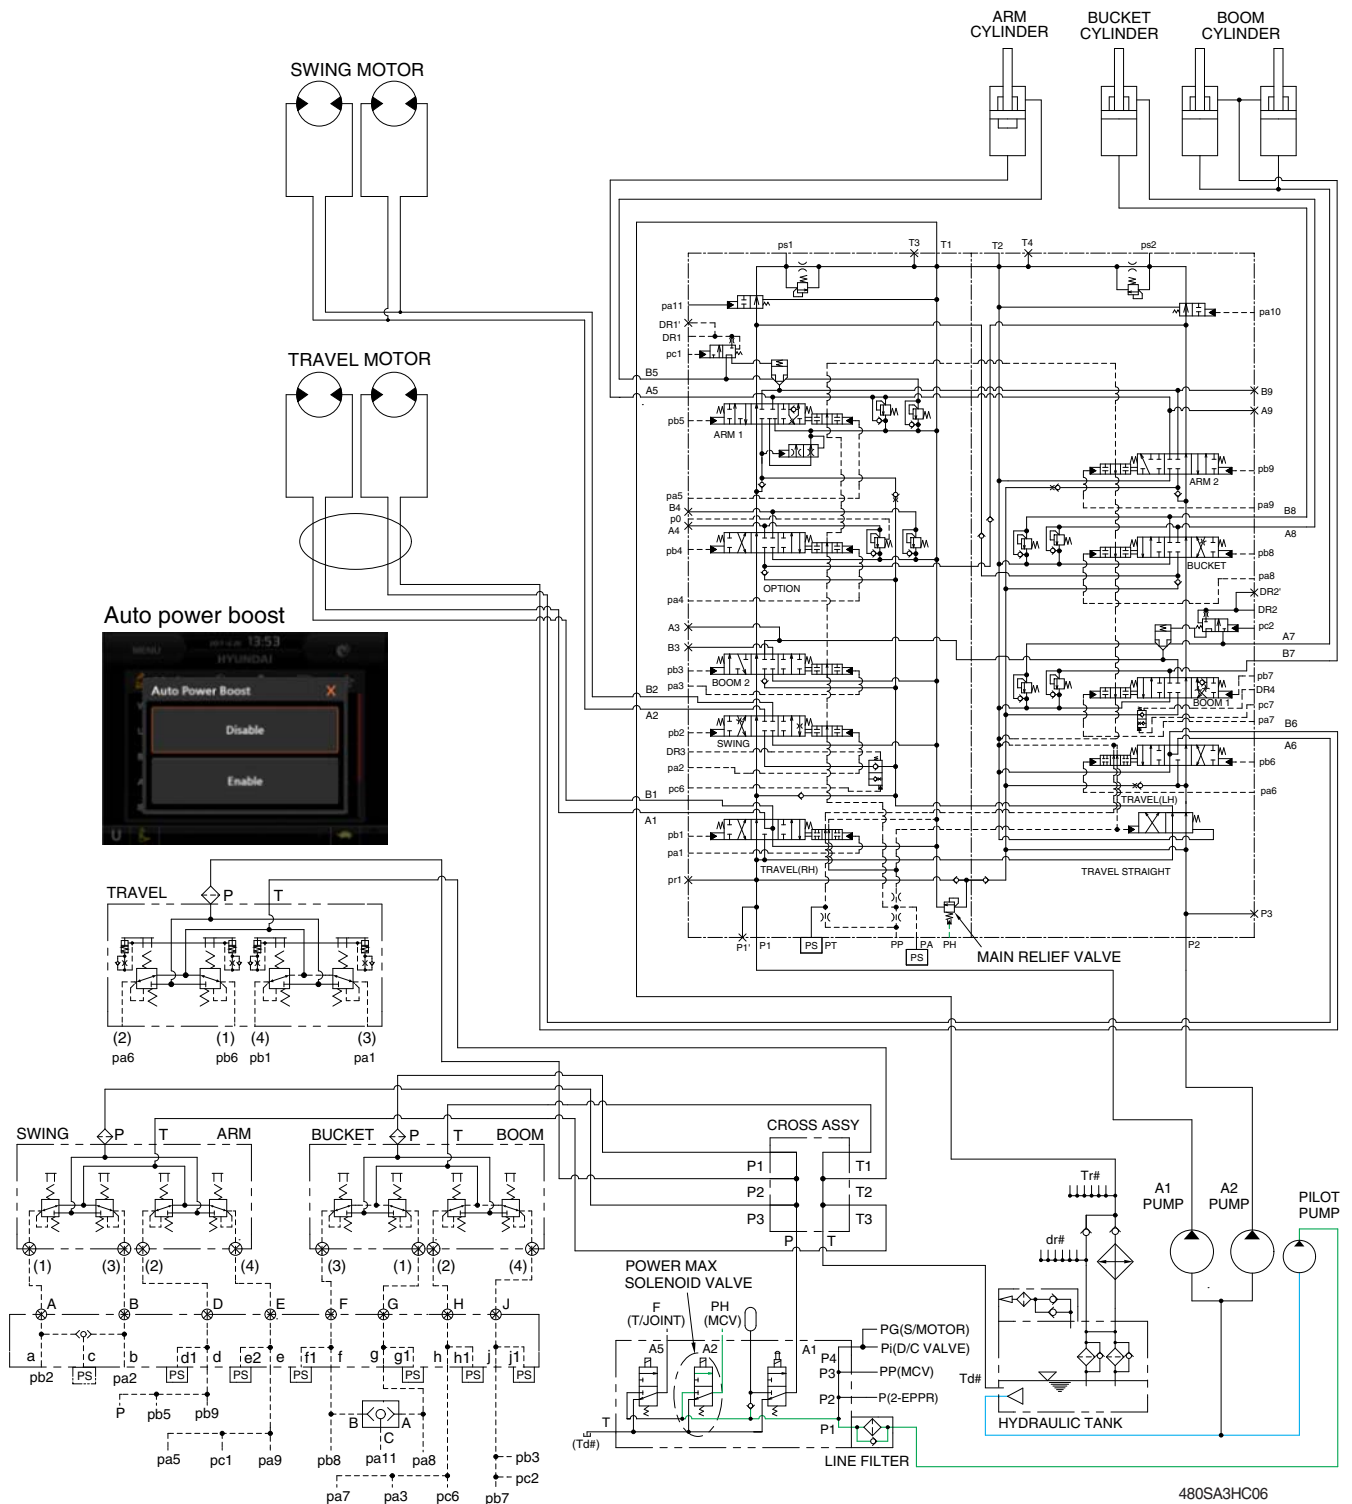 ARM
CYLINDER
BUCKET
CYLINDER
BOOM
CYLINDER
SWING MOTOR
TRAVEL MOTOR
Auto power boost
MENU
13:53
HYUNDAI
Auto Power Boost X
Disable
Enable
U
ps1
T3
T1
T2
T4
ps2
pa11
DR1'
DR1
pc1
B5
A5
pb5
ARM 1
pa5
B4
p0
A4
pb4
OPTION
pa4
A3
B3
pb3
BOOM 2
pa3
B2
A2
pb2
SWING
DR3
pa2
pc6
B1
A1
pb1
pa1
TRAVEL(RH)
pr1
P1'
P1
PS
PT
PP
PA
PS
PH
MAIN RELIEF VALVE
P2
pa10
B9
A9
pb9
ARM 2
pa9
B8
A8
pb8
BUCKET
pa8
DR2'
DR2
pc2
A7
B7
pb7
DR4
BOOM 1
pc7
pa7
B6
A6
pb6
pa6
TRAVEL(LH)
TRAVEL STRAIGHT
P3
TRAVEL
P
T
(2)
(1)
(4)
(3)
pa6
pb6
pb1
pa1
SWING
P
T
ARM
BUCKET
P
T
BOOM
(1)
(3)
(2)
(4)
(3)
(1)
(2)
(4)
A
B
D
E
F
G
H
J
a
c
b
d1
d
e2
e
f1
f
g
g1
h
h1
j
j1
pb2
PS
pa2
PS
PS
PS
PS
PS
PS
P
pb5
pb9
pa5
pc1
pa9
B
A
C
pb8
pa11
pa8
pa7
pa3
pc6
pb3
pc2
pb7
CROSS ASSY
P1
T1
P2
T2
P3
T3
P
T
POWER MAX
SOLENOID VALVE
F
(T/JOINT)
PH
(MCV)
A5
A2
A1
T
(Td#)
PG(S/MOTOR)
Pi(D/C VALVE)
P4
P3
PP(MCV)
P2
P(2-EPPR)
P1
LINE FILTER
Tr#
dr#
Td#
HYDRAULIC TANK
A1
PUMP
A2
PUMP
PILOT
PUMP
480SA3HC06